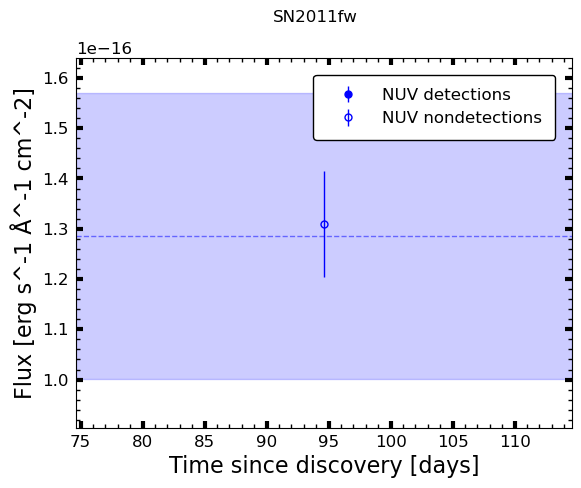 SN2011fw
1e−16
NUV detections
NUV nondetections
1.6
1.5
1.4
1.3
1.2
1.1
1.0
Flux [erg s^-1 Å^-1 cm^-2]
75 80 85 90 95 100 105 110
Time since discovery [days]